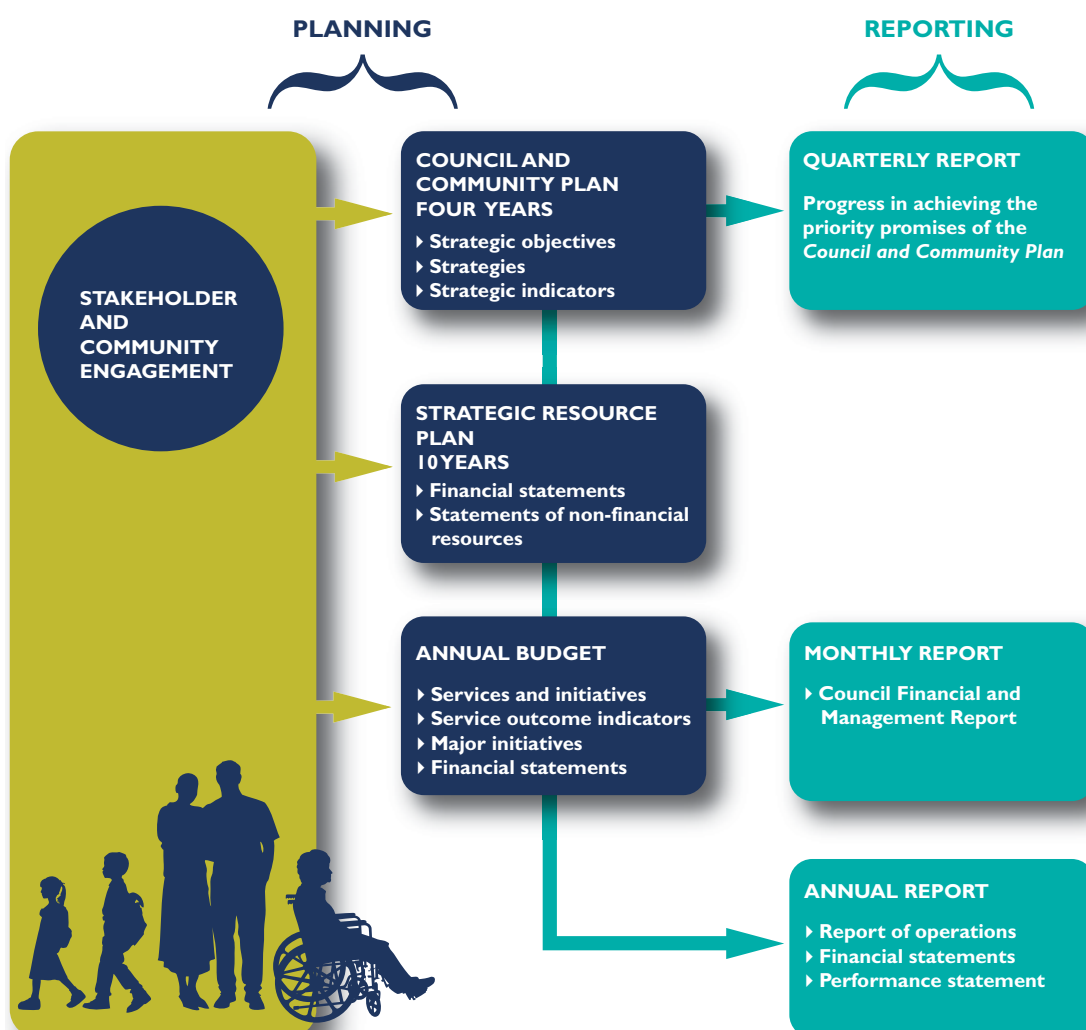 PLANNING
REPORTING
STAKEHOLDER
AND
COMMUNITY
ENGAGEMENT
COUNCIL AND
COMMUNITY PLAN
FOUR YEARS
Strategic objectives
Strategies
Strategic indicators
STRATEGIC RESOURCE
PLAN
10 YEARS
Financial statements
Statements of non-financial
resources
ANNUAL BUDGET
Services and initiatives
Service outcome indicators
Major initiatives
Financial statements
QUARTERLY REPORT
Progress in achieving the
priority promises of the
Council and Community Plan
MONTHLY REPORT
Council Financial and
Management Report
ANNUAL REPORT
Report of operations
Financial statements
Performance statement